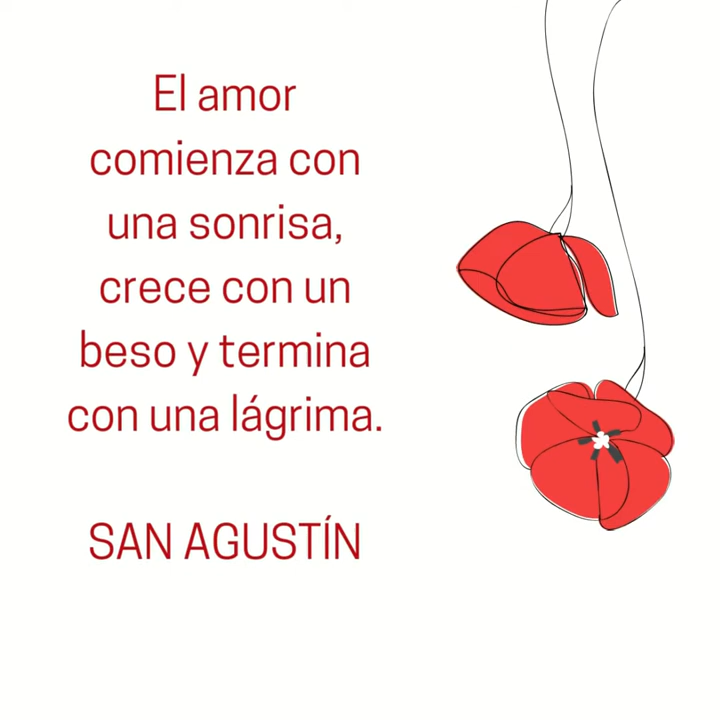 El amor
comienza con
una sonrisa,
crece con un
beso y termina
con una lágrima.
SAN AGUSTÍN